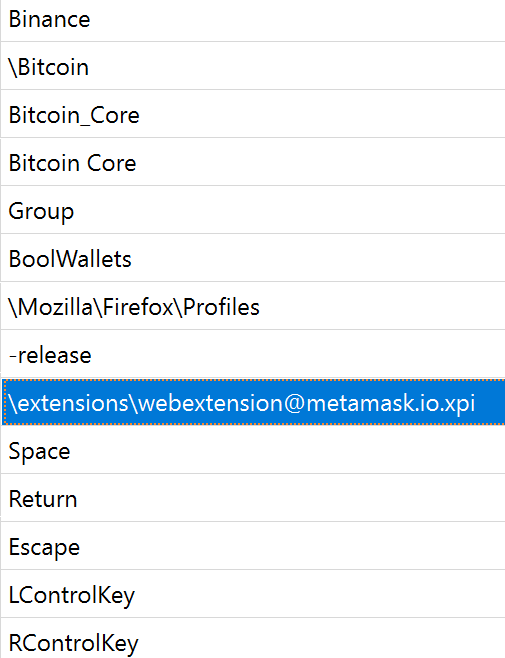 Binance
\Bitcoin
Bitcoin_Core
Bitcoin Core
Group
BoolWallets
\Mozilla\Firefox\Profiles
-release
\extensions\webextension@metamask.io.xpi
Space
Return
Escape
LControlKey
RControlKey